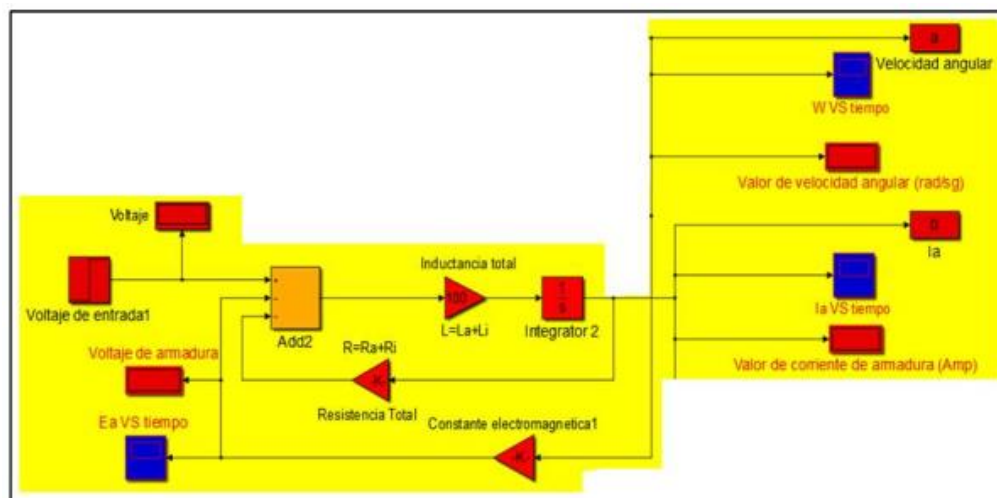 a
Velocidad angular
W VS tiempo
Valor de velocidad angular (rad/sg)
Voltaje
Ia
Inductancia total
100
Voltaje de entrada1
Add2
L=La+Li
Integrator 2
Ia VS tiempo
R=Ra+Ri
Voltaje de armadura
-K-
Valor de corriente de armadura (Amp)
Resistencia Total
Ea VS tiempo
Constante electromagnetica1
-K-